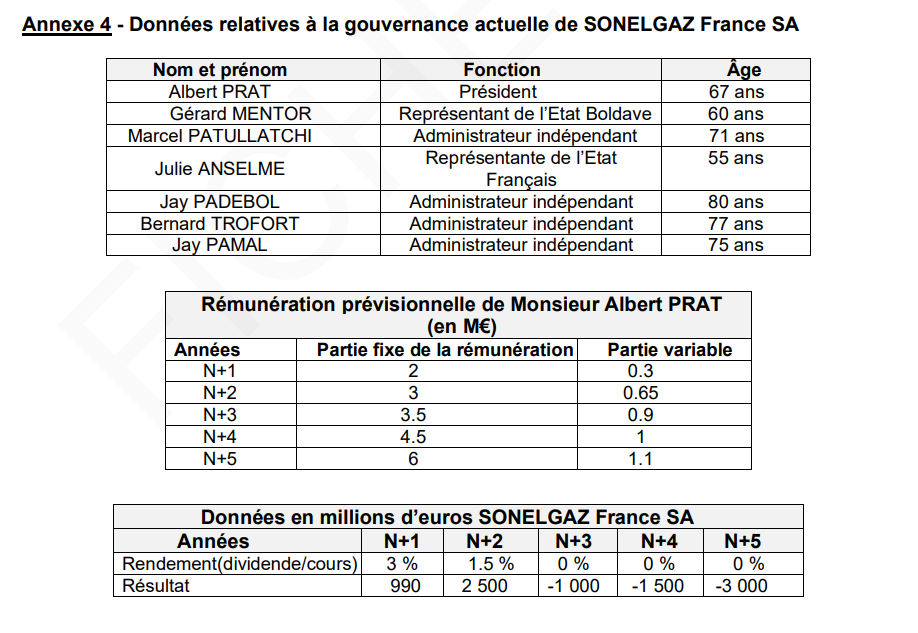 Annexe 4 - Données relatives à la gouvernance actuelle de SONELGAZ France SA
Nom et prénom Fonction Âge
Albert PRAT Président 67 ans
Gérard MENTOR Représentant de l'Etat Boldave 60 ans
Marcel PATULLATCHI Administrateur indépendant 71 ans
Julie ANSELME Représentante de l'Etat Français 55 ans
Jay PADEBOL Administrateur indépendant 80 ans
Bernard TROFORT Administrateur indépendant 77 ans
Jay PAMAL Administrateur indépendant 75 ans
Rémunération prévisionnelle de Monsieur Albert PRAT
(en M€)
Années Partie fixe de la rémunération Partie variable
N+1 2 0.3
N+2 3 0.65
N+3 3.5 0.9
N+4 4.5 1
N+5 6 1.1
Données en millions d'euros SONELGAZ France SA
Années N+1 N+2 N+3 N+4 N+5
Rendement(dividende/cours) 3 % 1.5 % 0 % 0 % 0 %
Résultat 990 2 500 -1 000 -1 500 -3 000